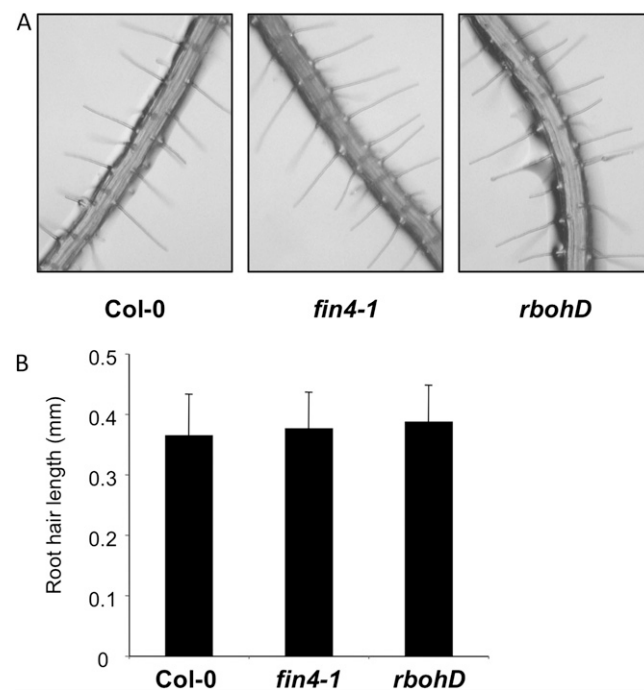 A
Col-0 fin4-1 rbohD
B
Root hair length (mm)
0.5
0.4
0.3
0.2
0.1
0
Col-0 fin4-1 rbohD